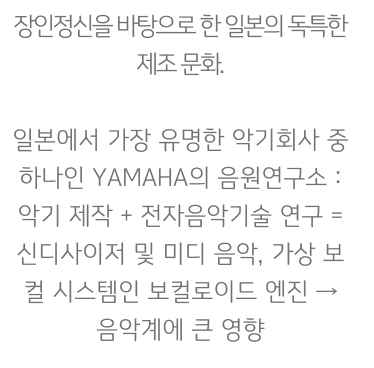 장인정신을 바탕으로 한 일본의 독특한
제조 문화.
일본에서 가장 유명한 악기회사 중
하나인 YAMAHA의 음원연구소 :
악기 제작 + 전자음악기술 연구 =
신디사이저 및 미디 음악, 가상 보
컬 시스템인 보컬로이드 엔진 →
음악계에 큰 영향